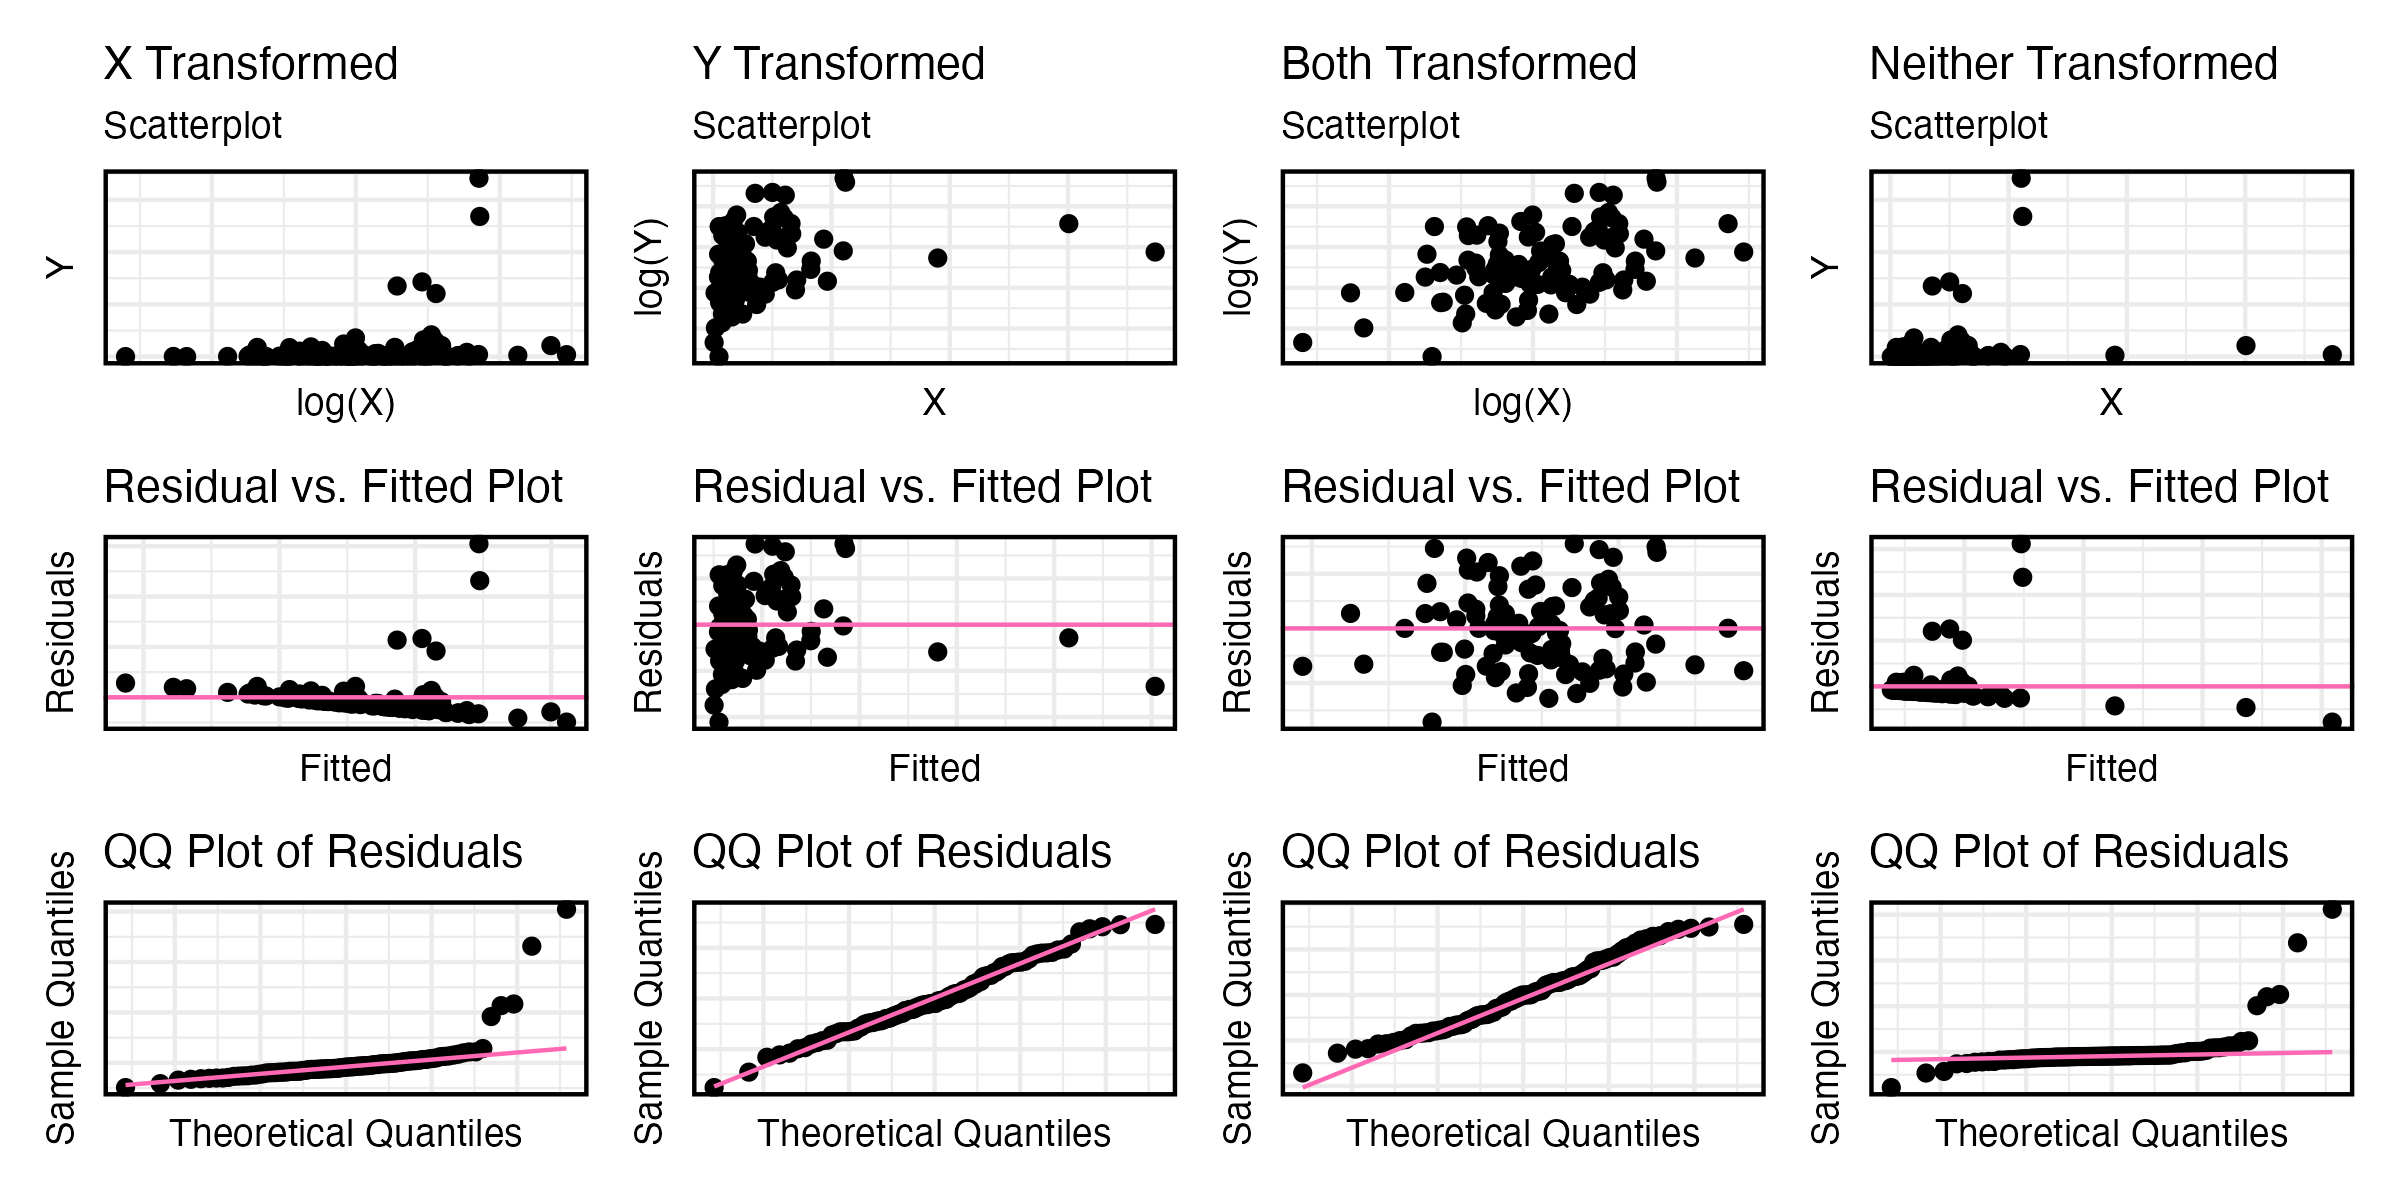 X Transformed
Y Transformed
Both Transformed
Neither Transformed
Scatterplot
Scatterplot
Scatterplot
Scatterplot
Y
log(Y)
log(Y)
Y
log(X)
X
log(X)
X
Residual vs. Fitted Plot
Residual vs. Fitted Plot
Residual vs. Fitted Plot
Residual vs. Fitted Plot
Residuals
Residuals
Residuals
Residuals
Fitted
Fitted
Fitted
Fitted
QQ Plot of Residuals
QQ Plot of Residuals
QQ Plot of Residuals
QQ Plot of Residuals
Sample Quantiles
Sample Quantiles
Sample Quantiles
Sample Quantiles
Theoretical Quantiles
Theoretical Quantiles
Theoretical Quantiles
Theoretical Quantiles